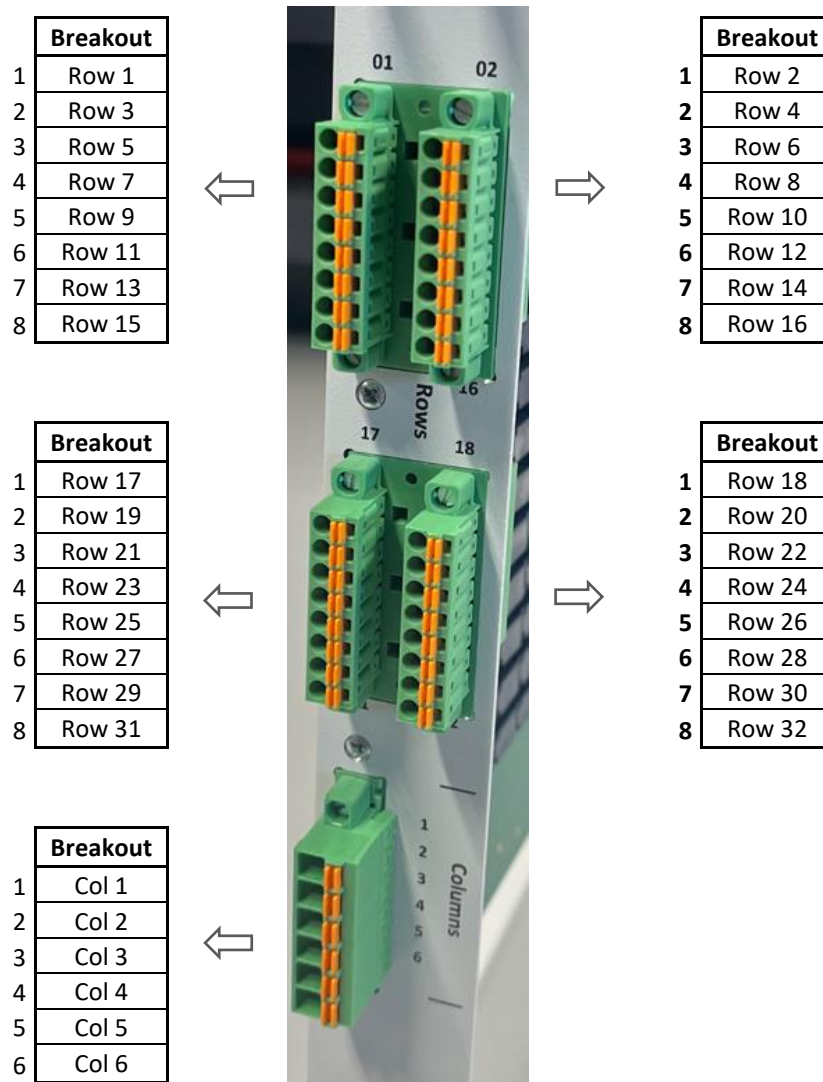 Breakout
1 Row 1
2 Row 3
3 Row 5
4 Row 7
5 Row 9
6 Row 11
7 Row 13
8 Row 15
01 02
16
Rows
Breakout
1 Row 2
2 Row 4
3 Row 6
4 Row 8
5 Row 10
6 Row 12
7 Row 14
8 Row 16
Breakout
1 Row 17
2 Row 19
3 Row 21
4 Row 23
5 Row 25
6 Row 27
7 Row 29
8 Row 31
17 18
Breakout
1 Row 18
2 Row 20
3 Row 22
4 Row 24
5 Row 26
6 Row 28
7 Row 30
8 Row 32
Breakout
1 Col 1
2 Col 2
3 Col 3
4 Col 4
5 Col 5
6 Col 6
1
2
3
4
5
6
Columns